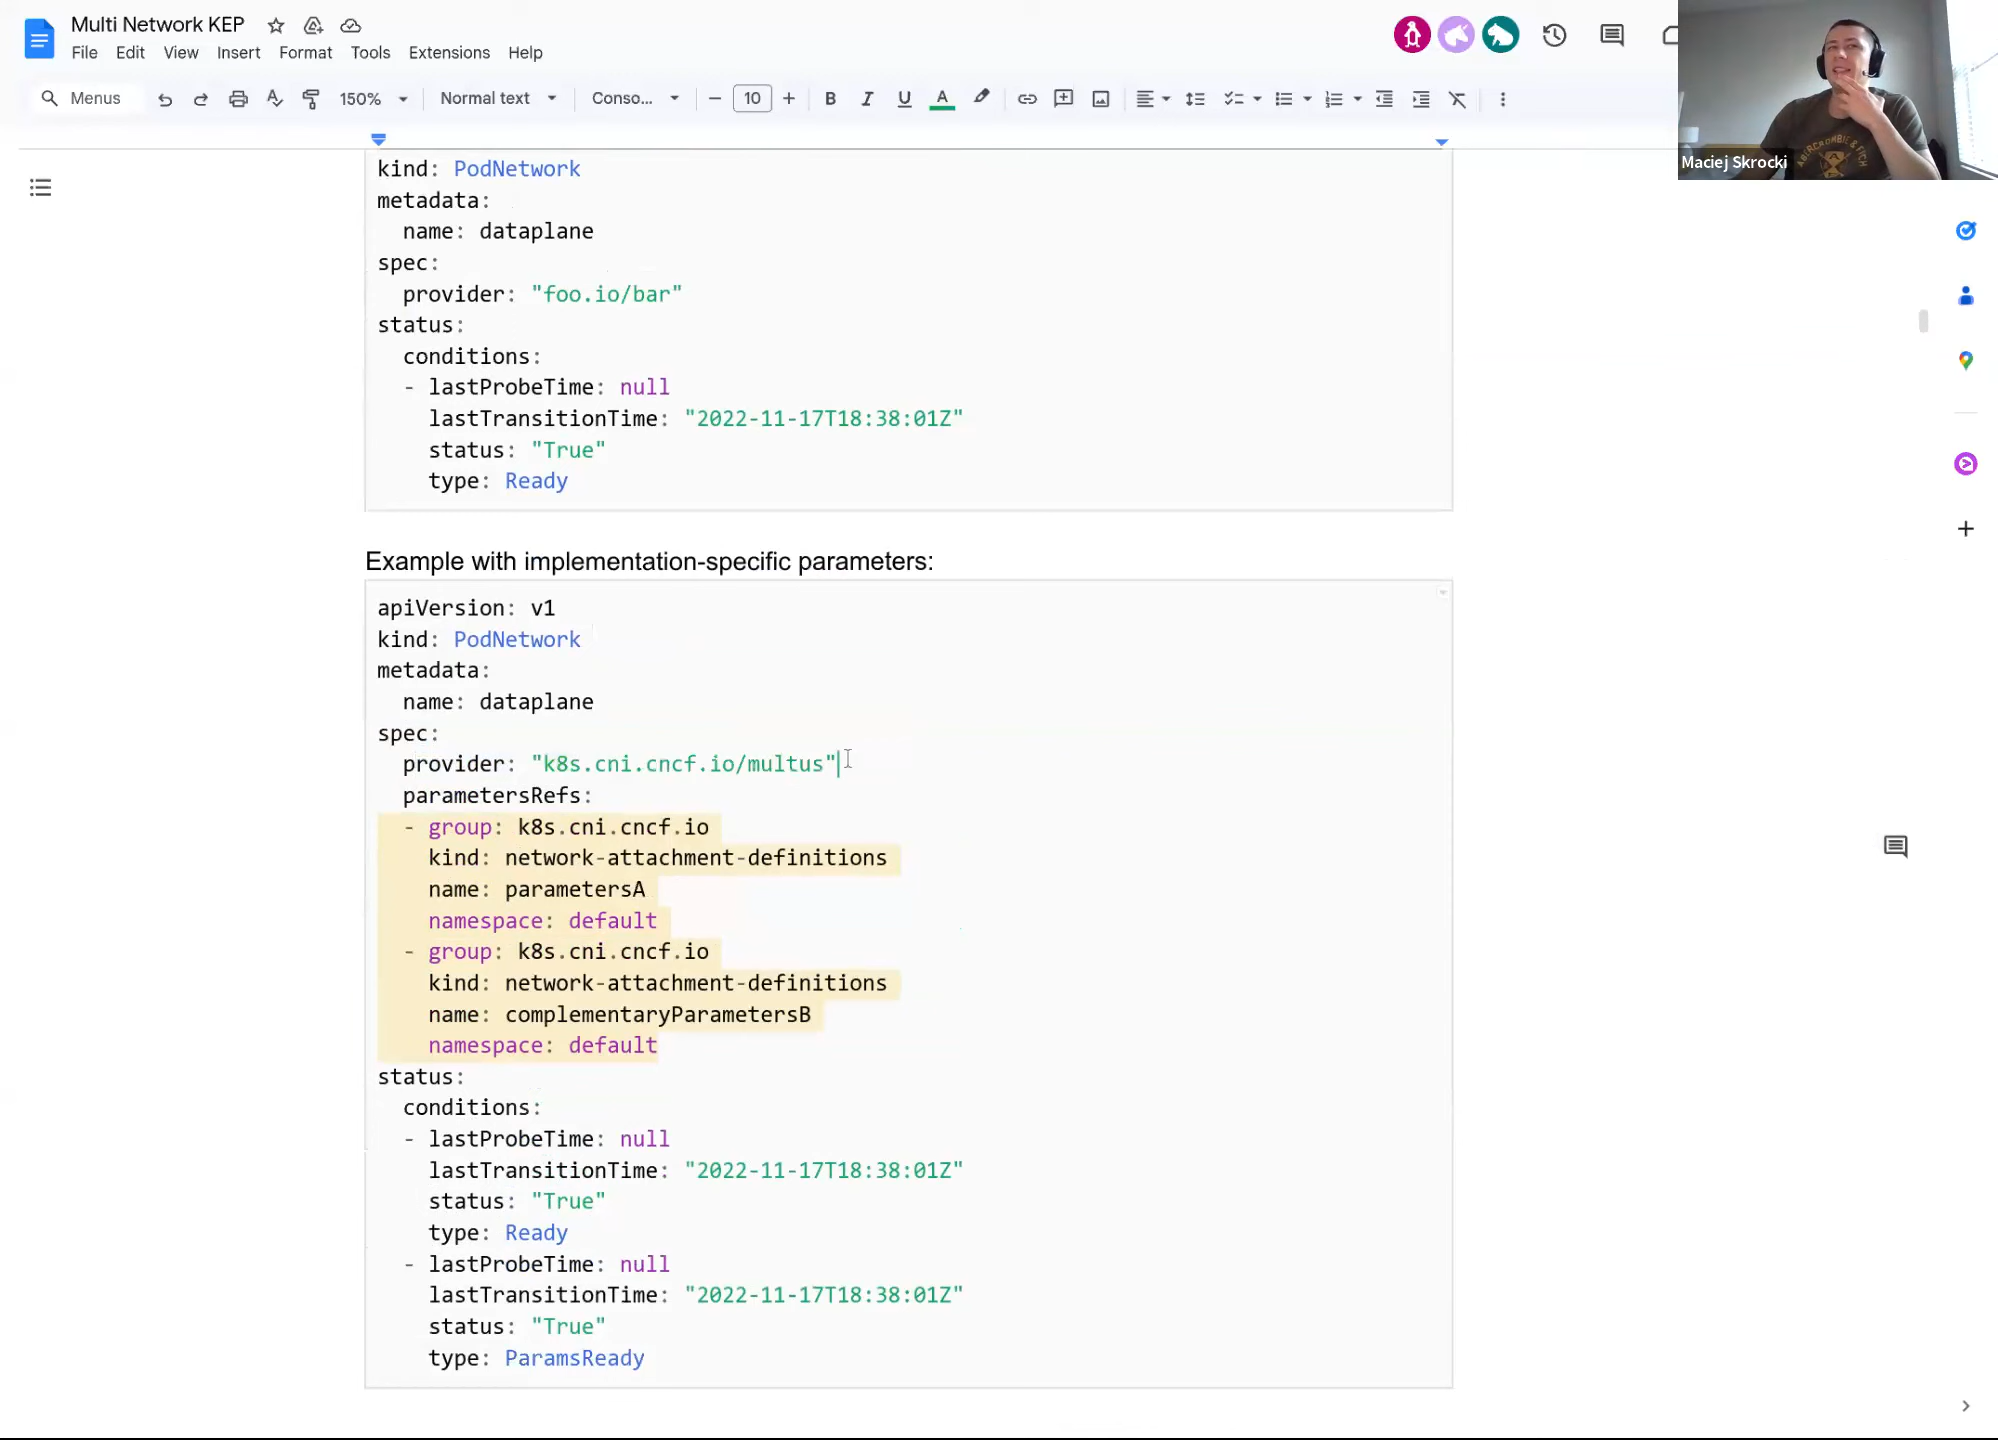 Multi Network KEP
File Edit View Insert Format Tools Extensions Help
Menus 150% Normal text Conso... 10 B I U A
Maciej Skrocki
kind: PodNetwork
metadata:
  name: dataplane
spec:
  provider: "foo.io/bar"
status:
  conditions:
  - lastProbeTime: null
    lastTransitionTime: "2022-11-17T18:38:01Z"
    status: "True"
    type: Ready
Example with implementation-specific parameters:
apiVersion: v1
kind: PodNetwork
metadata:
  name: dataplane
spec:
  provider: "k8s.cni.cncf.io/multus"
  parametersRefs:
  - group: k8s.cni.cncf.io
    kind: network-attachment-definitions
    name: parametersA
    namespace: default
  - group: k8s.cni.cncf.io
    kind: network-attachment-definitions
    name: complementaryParametersB
    namespace: default
status:
  conditions:
  - lastProbeTime: null
    lastTransitionTime: "2022-11-17T18:38:01Z"
    status: "True"
    type: Ready
  - lastProbeTime: null
    lastTransitionTime: "2022-11-17T18:38:01Z"
    status: "True"
    type: ParamsReady